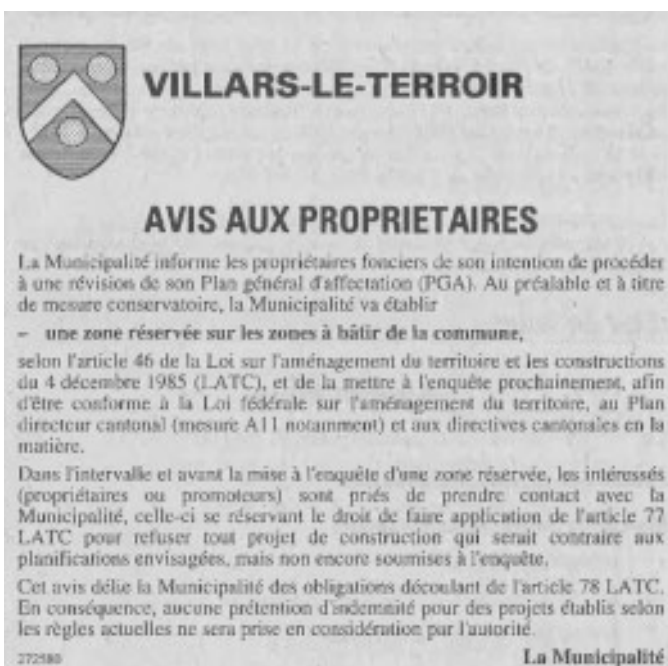 VILLARS-LE-TERROIR
AVIS AUX PROPRIETAIRES
La Municipalité informe les propriétaires fonciers de son intention de procéder
à une révision de son Plan général d'affectation (PGA). Au préalable et à titre
de mesure conservatoire, la Municipalité va établir
– une zone réservée sur les zones à bâtir de la commune,
selon l'article 46 de la Loi sur l'aménagement du territoire et les constructions
du 4 décembre 1985 (LATC), et de la mettre à l'enquête prochainement, afin
d'être conforme à la Loi fédérale sur l'aménagement du territoire, au Plan
directeur cantonal (mesure A11 notamment) et aux directives cantonales en la
matière.
Dans l'intervalle et avant la mise à l'enquête d'une zone réservée, les intéressés
(propriétaires ou promoteurs) sont priés de prendre contact avec la
Municipalité, celle-ci se réservant le droit de faire application de l'article 77
LATC pour refuser tout projet de construction qui serait contraire aux
planifications envisagées, mais non encore soumises à l'enquête.
Cet avis délie la Municipalité des obligations découlant de l'article 78 LATC.
En conséquence, aucune prétention d'indemnité pour des projets établis selon
les règles actuelles ne sera prise en considération par l'autorité.
272580 La Municipalité